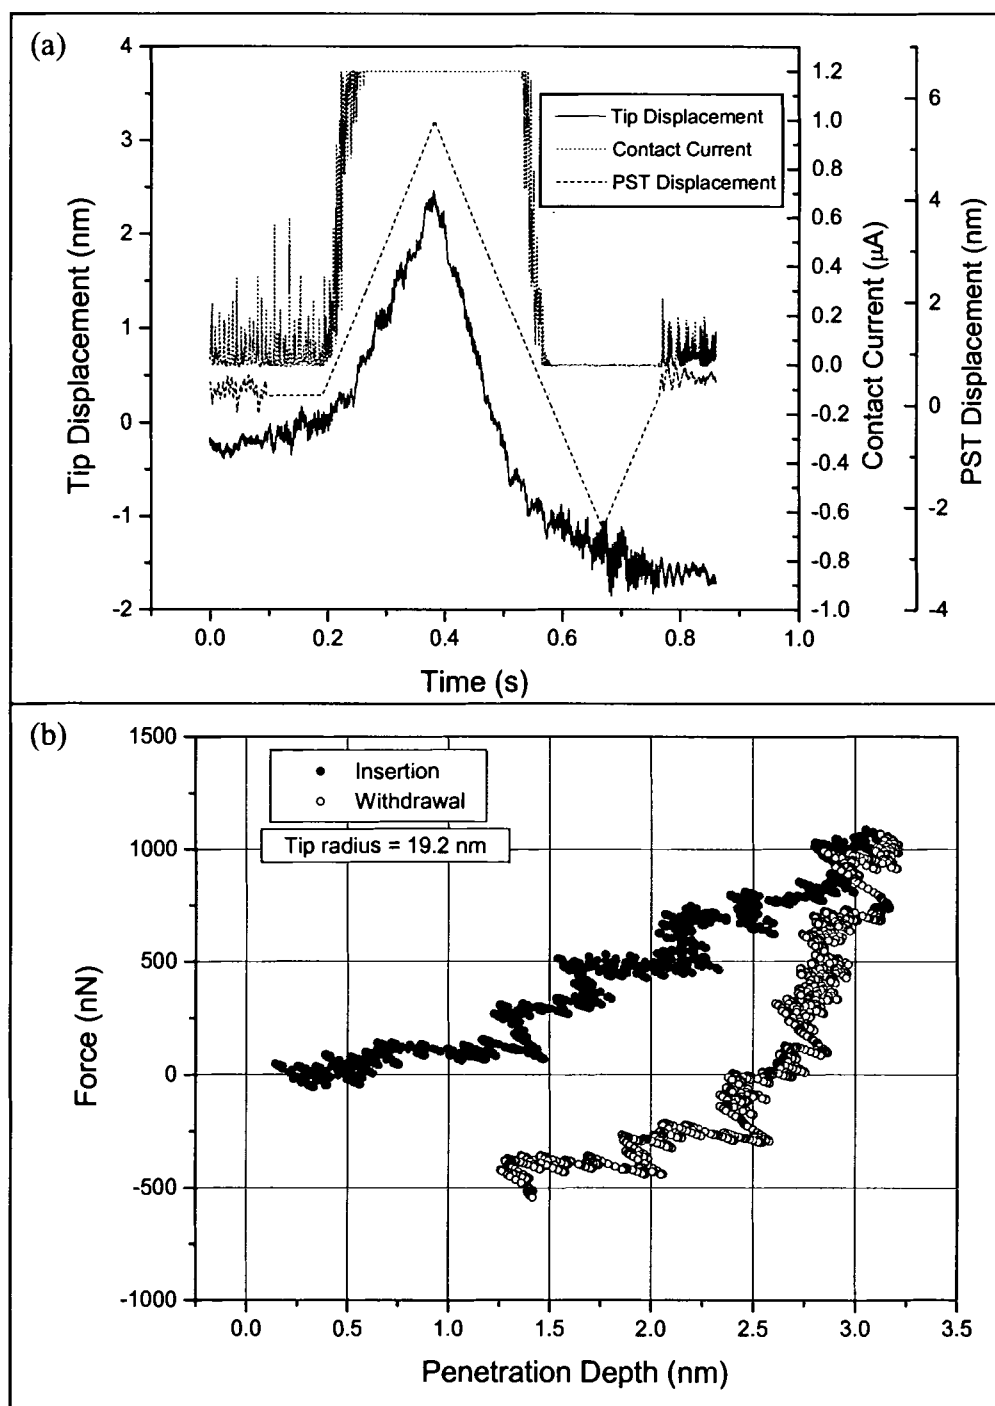 (a)
4
3
2
1
0
-1
-2
Tip Displacement (nm)
Tip Displacement
Contact Current
PST Displacement
1.2
1.0
0.8
0.6
0.4
0.2
0.0
-0.2
-0.4
-0.6
-0.8
-1.0
Contact Current (µA)
6
4
2
0
-2
-4
PST Displacement (nm)
0.0 0.2 0.4 0.6 0.8 1.0
Time (s)
(b)
1500
1000
500
0
-500
-1000
Force (nN)
Insertion
Withdrawal
Tip radius = 19.2 nm
0.0 0.5 1.0 1.5 2.0 2.5 3.0 3.5
Penetration Depth (nm)